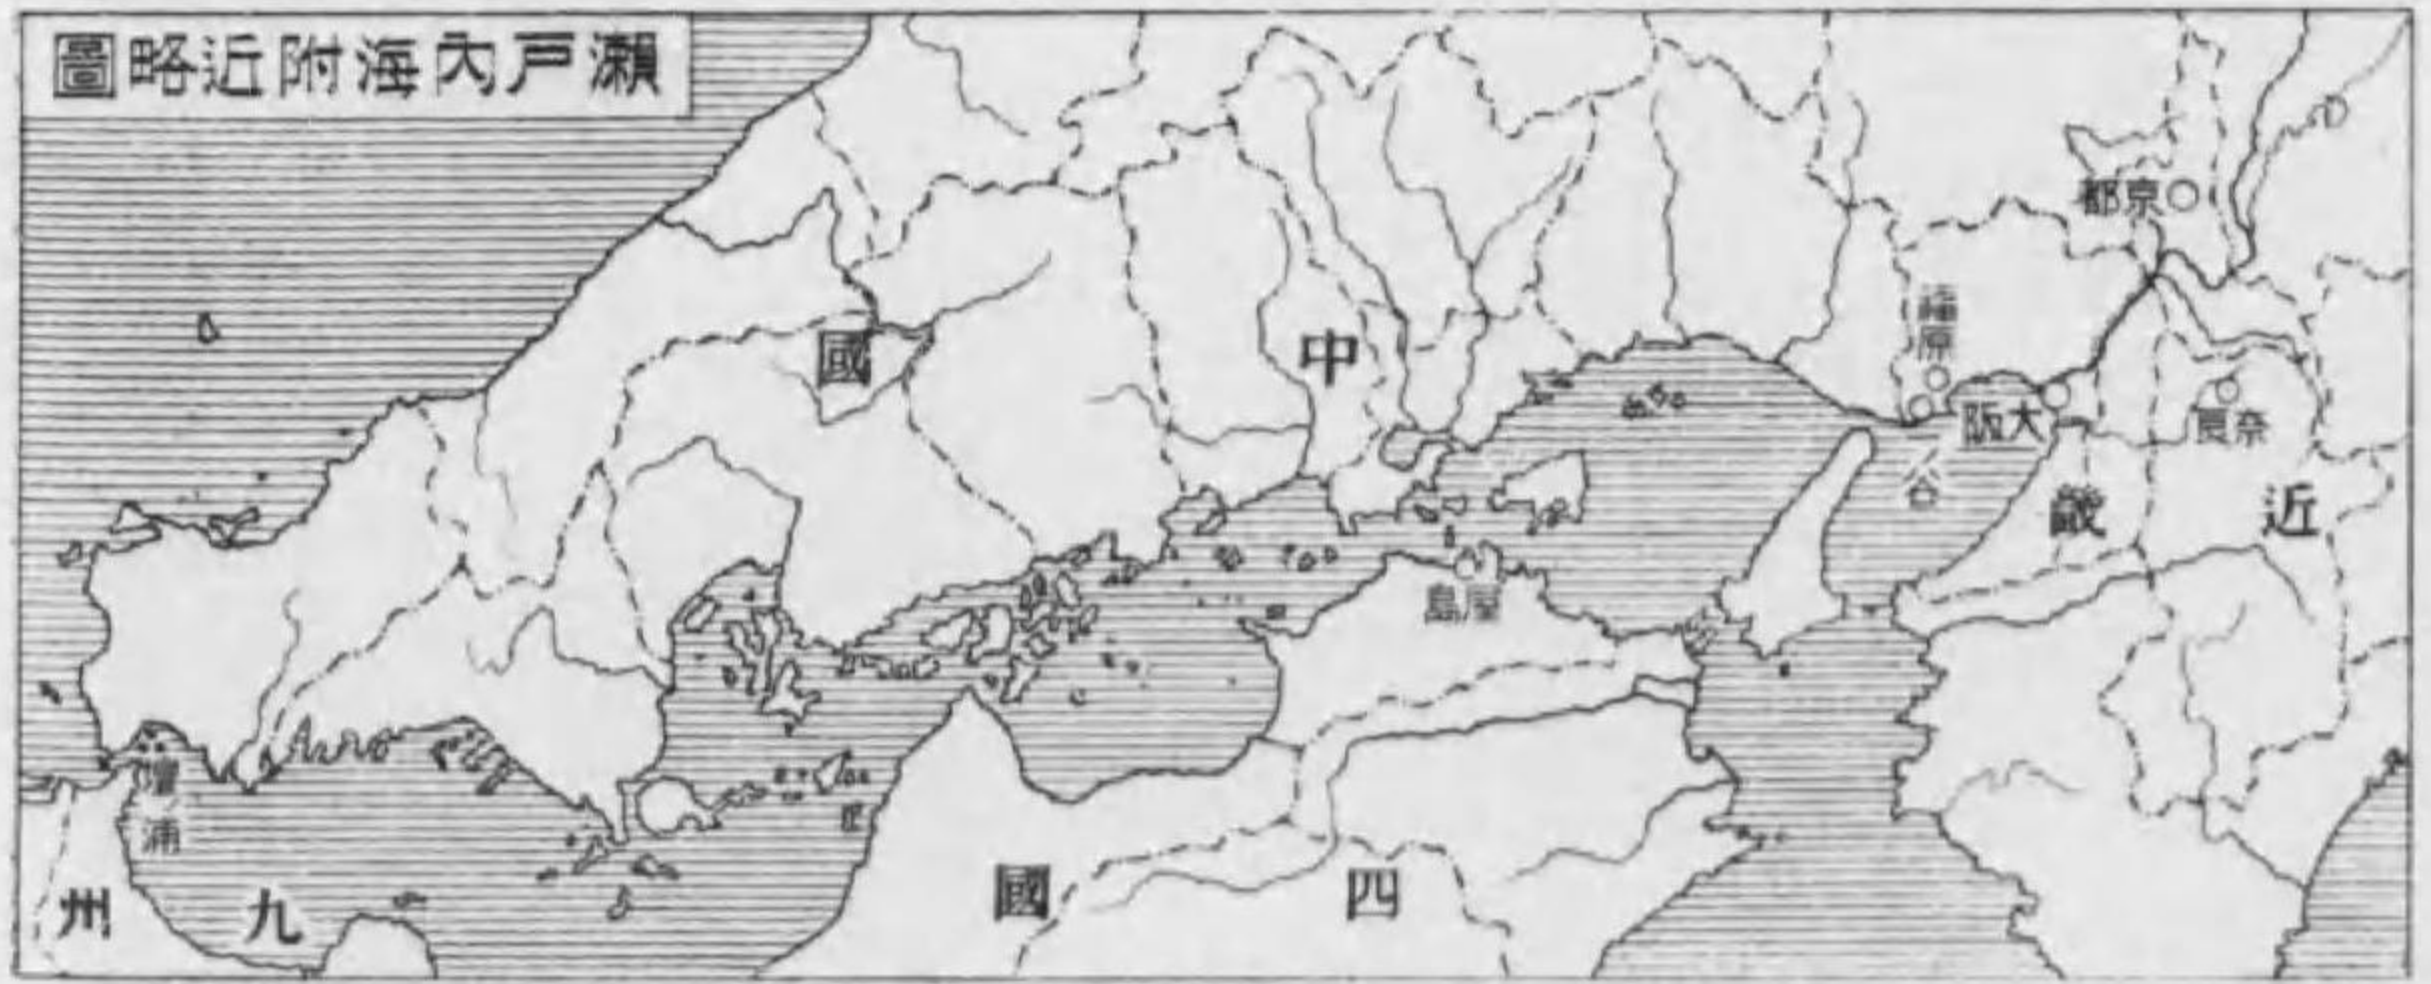 瀬戸內海附近略圖
京都
福原
大阪
奈良
一ノ谷
近畿
中國
屋島
四國
壇ノ浦
九州